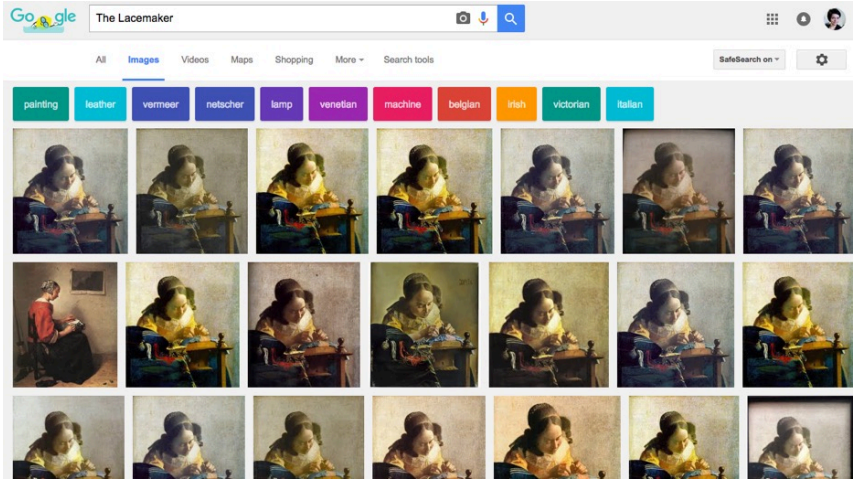 Google
The Lacemaker
All Images Videos Maps Shopping More Search tools
SafeSearch on
painting leather vermeer netscher lamp venetian machine belgian irish victorian italian